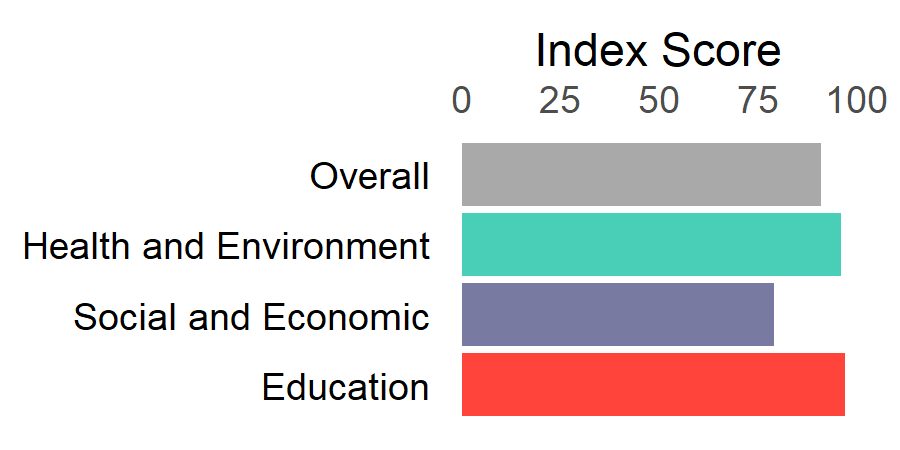 Index Score
0 25 50 75 100
Overall
Health and Environment
Social and Economic
Education